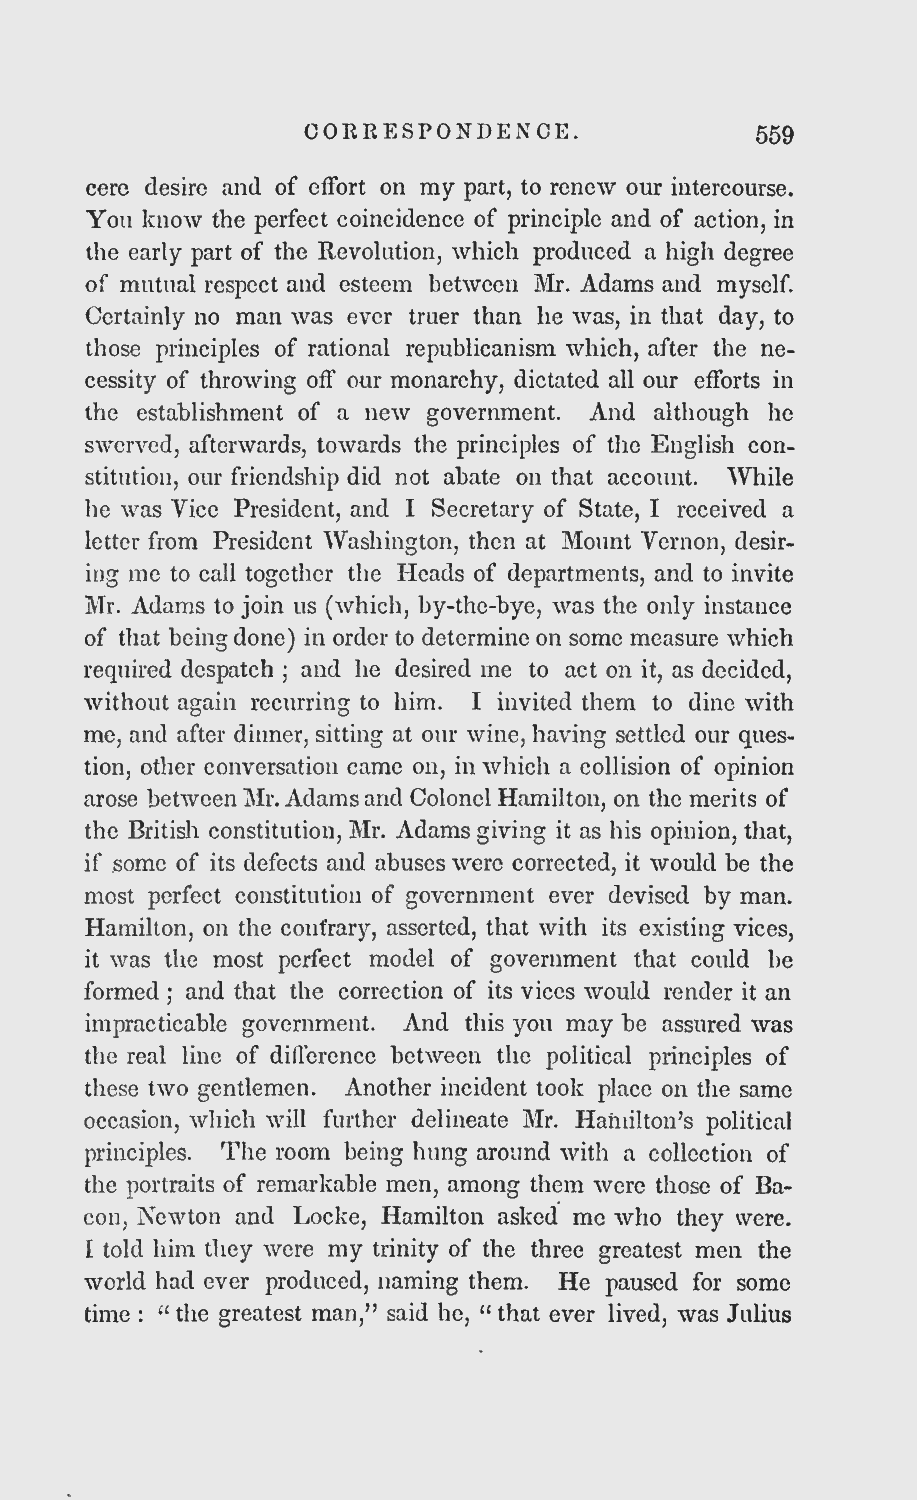 CORRESPONDENCE. 559
cere desire and of effort on my part, to renew our intercourse.
You know the perfect coincidence of principle and of action, in
the early part of the Revolution, which produced a high degree
of mutual respect and esteem between Mr. Adams and myself.
Certainly no man was ever truer than he was, in that day, to
those principles of rational republicanism which, after the ne-
cessity of throwing off our monarchy, dictated all our efforts in
the establishment of a new government. And although he
swerved, afterwards, towards the principles of the English con-
stitution, our friendship did not abate on that account. While
he was Vice President, and I Secretary of State, I received a
letter from President Washington, then at Mount Vernon, desir-
ing me to call together the Heads of departments, and to invite
Mr. Adams to join us (which, by-the-bye, was the only instance
of that being done) in order to determine on some measure which
required despatch ; and he desired me to act on it, as decided,
without again recurring to him. I invited them to dine with
me, and after dinner, sitting at our wine, having settled our ques-
tion, other conversation came on, in which a collision of opinion
arose between Mr. Adams and Colonel Hamilton, on the merits of
the British constitution, Mr. Adams giving it as his opinion, that,
if some of its defects and abuses were corrected, it would be the
most perfect constitution of government ever devised by man.
Hamilton, on the contrary, asserted, that with its existing vices,
it was the most perfect model of government that could be
formed ; and that the correction of its vices would render it an
impracticable government. And this you may be assured was
the real line of difference between the political principles of
these two gentlemen. Another incident took place on the same
occasion, which will further delineate Mr. Hamilton's political
principles. The room being hung around with a collection of
the portraits of remarkable men, among them were those of Ba-
con, Newton and Locke, Hamilton asked me who they were.
I told him they were my trinity of the three greatest men the
world had ever produced, naming them. He paused for some
time : “ the greatest man,” said he, “ that ever lived, was Julius